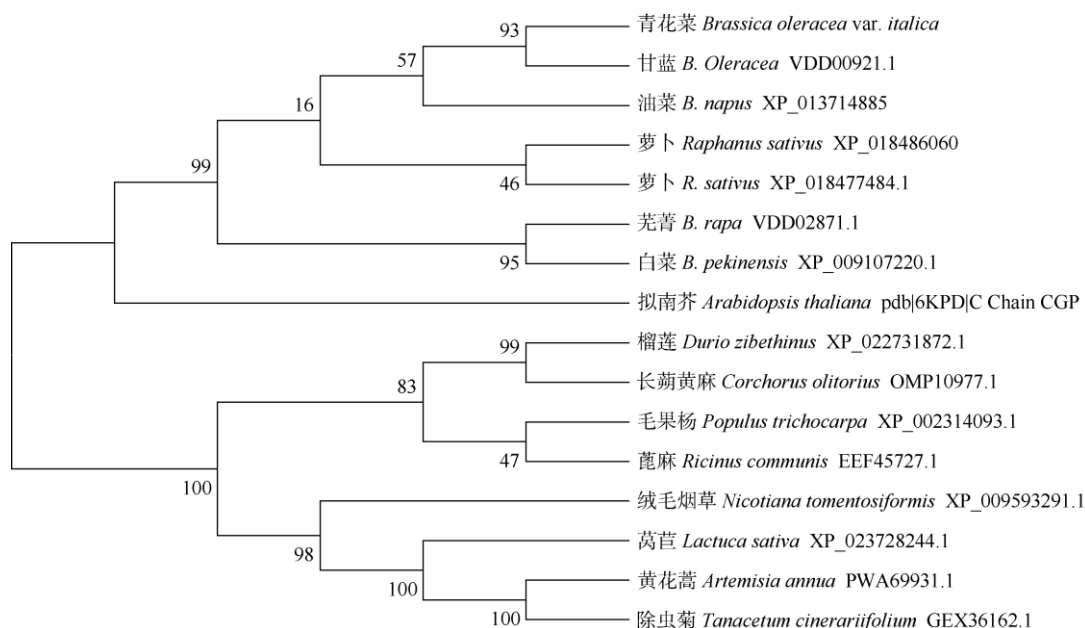 青花菜 Brassica oleracea var. italica
93
甘蓝 B. Oleracea VDD00921.1
57
油菜 B. napus XP_013714885
16
萝卜 Raphanus sativus XP_018486060
99
46
萝卜 R. sativus XP_018477484.1
芜菁 B. rapa VDD02871.1
95
白菜 B. pekinensis XP_009107220.1
拟南芥 Arabidopsis thaliana pdb|6KPD|C Chain CGP
99
榴莲 Durio zibethinus XP_022731872.1
83
长蒴黄麻 Corchorus olitorius OMP10977.1
毛果杨 Populus trichocarpa XP_002314093.1
47
蓖麻 Ricinus communis EEF45727.1
100
绒毛烟草 Nicotiana tomentosiformis XP_009593291.1
98
莴苣 Lactuca sativa XP_023728244.1
100
黄花蒿 Artemisia annua PWA69931.1
100
除虫菊 Tanacetum cinerariifolium GEX36162.1